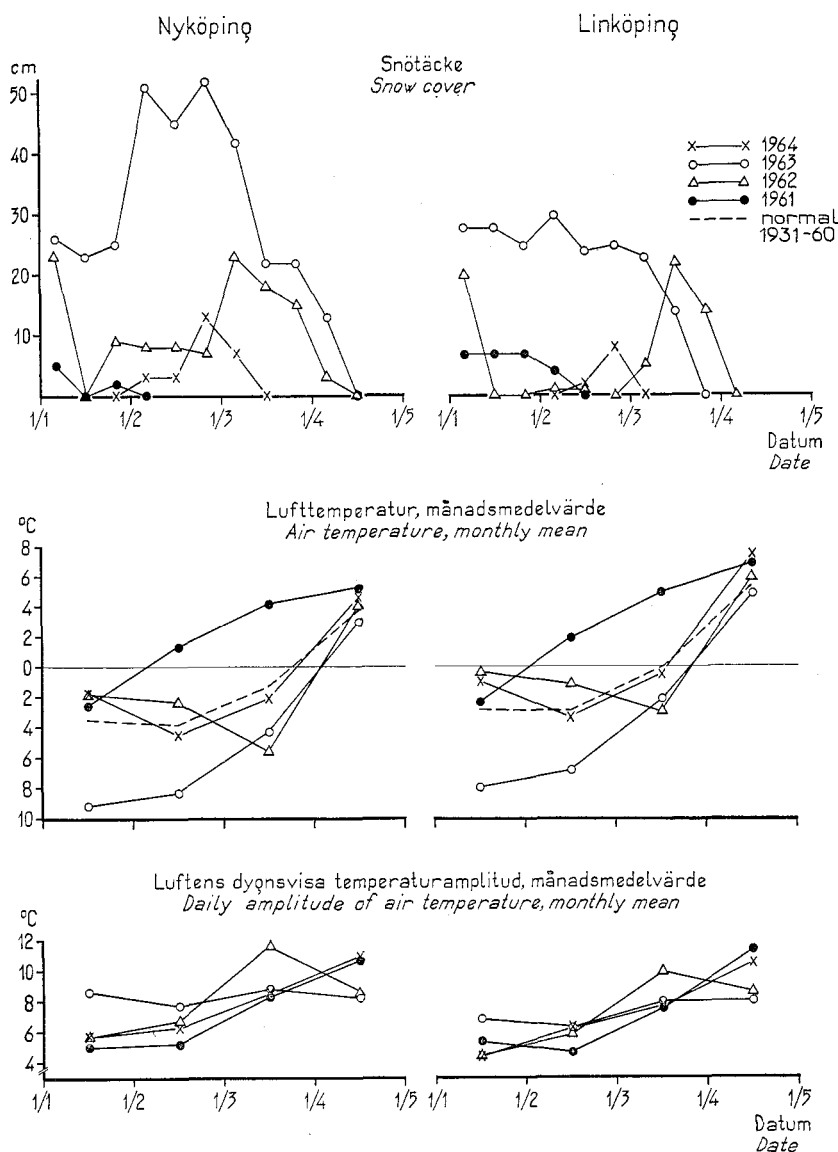 Nyköping
Linköping
Snötäcke
Snow cover
cm
50
40
30
20
10
1/1 1/2 1/3 1/4 1/5
1/1 1/2 1/3 1/4 1/5
1964
1963
1962
1961
normal
1931-60
Datum
Date
Lufttemperatur, månadsmedelvärde
Air temperature, monthly mean
°C
8
6
4
2
0
2
4
6
8
10
Luftens dygnsvisa temperaturamplitud, månadsmedelvärde
Daily amplitude of air temperature, monthly mean
°C
12
10
8
6
4
1/1 1/2 1/3 1/4 1/5
1/1 1/2 1/3 1/4 1/5
Datum
Date